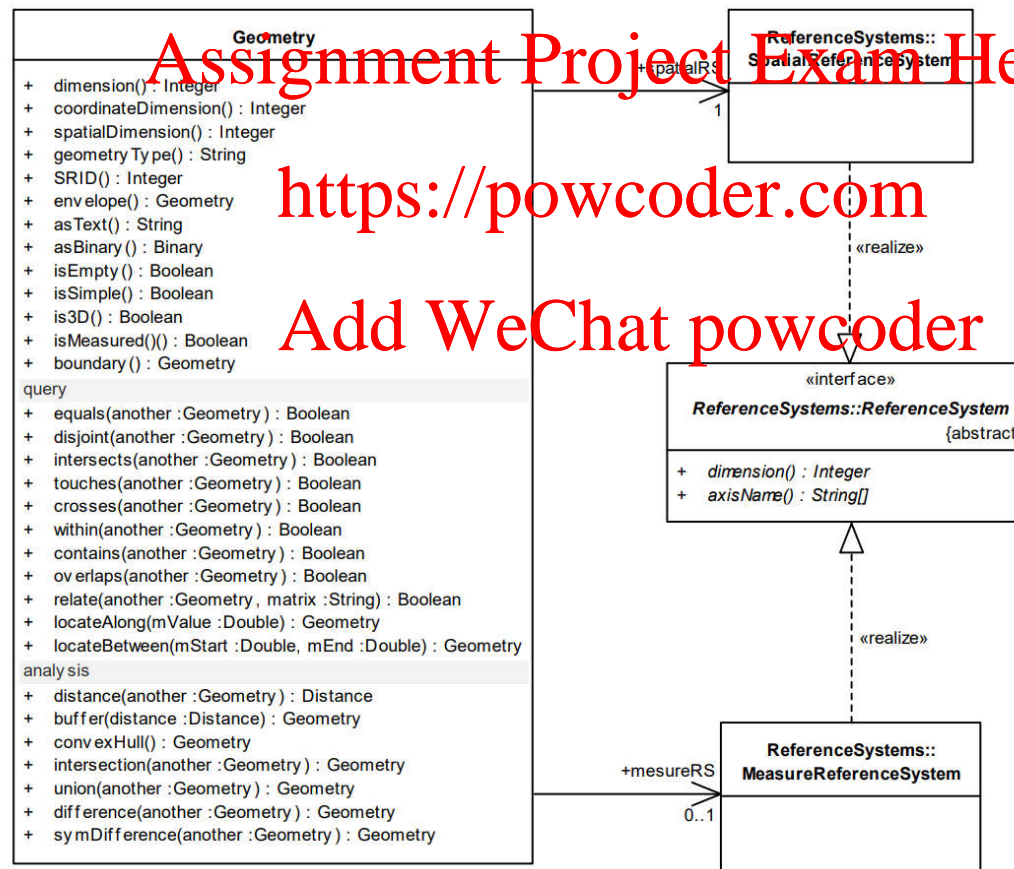 Geometry
+ dimension() : Integer
+ coordinateDimension() : Integer
+ spatialDimension() : Integer
+ geometryType() : String
+ SRID() : Integer
+ envelope() : Geometry
+ asText() : String
+ asBinary() : Binary
+ isEmpty() : Boolean
+ isSimple() : Boolean
+ is3D() : Boolean
+ isMeasured()() : Boolean
+ boundary() : Geometry
query
+ equals(another :Geometry) : Boolean
+ disjoint(another :Geometry) : Boolean
+ intersects(another :Geometry) : Boolean
+ touches(another :Geometry) : Boolean
+ crosses(another :Geometry) : Boolean
+ within(another :Geometry) : Boolean
+ contains(another :Geometry) : Boolean
+ overlaps(another :Geometry) : Boolean
+ relate(another :Geometry, matrix :String) : Boolean
+ locateAlong(mValue :Double) : Geometry
+ locateBetween(mStart :Double, mEnd :Double) : Geometry
analysis
+ distance(another :Geometry) : Distance
+ buffer(distance :Distance) : Geometry
+ convexHull() : Geometry
+ intersection(another :Geometry) : Geometry
+ union(another :Geometry) : Geometry
+ difference(another :Geometry) : Geometry
+ symDifference(another :Geometry) : Geometry
+spatialRS
1
ReferenceSystems::
SpatialReferenceSystem
«realize»
«interface»
ReferenceSystems::ReferenceSystem
{abstract
+ dimension() : Integer
+ axisName() : String[]
«realize»
+mesureRS
0..1
ReferenceSystems::
MeasureReferenceSystem
Assignment Project Exam He
https://powcoder.com
Add WeChat powcoder